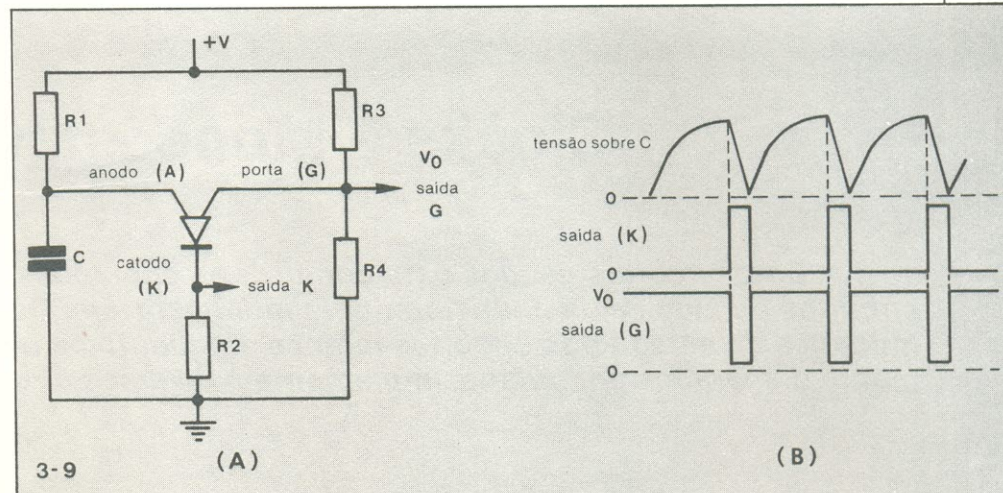 +V
R1
R3
anodo (A)
porta (G)
V0
saida
G
C
catodo
(K)
saida K
R4
R2
3-9
(A)
tensão sobre C
0
saida (K)
0
V0
saida (G)
0
(B)